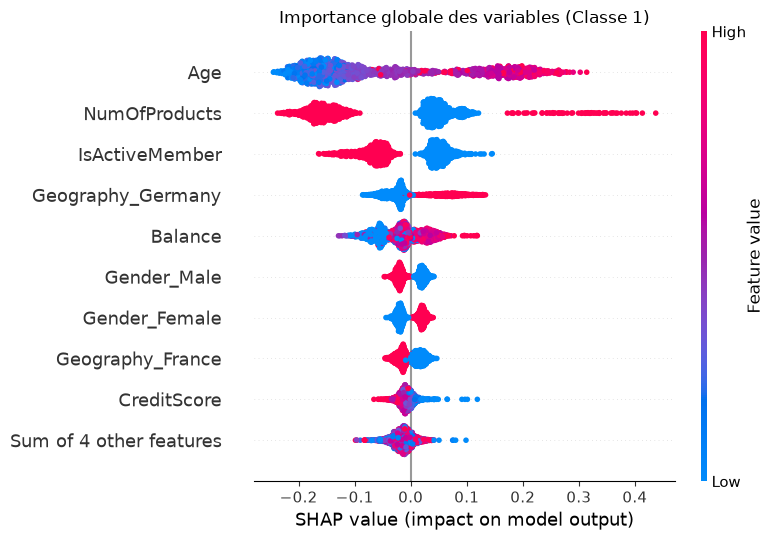 Importance globale des variables (Classe 1)
High
Age
NumOfProducts
IsActiveMember
Geography_Germany
Balance
Gender_Male
Gender_Female
Geography_France
CreditScore
Sum of 4 other features
Feature value
Low
−0.2 −0.1 0.0 0.1 0.2 0.3 0.4
SHAP value (impact on model output)